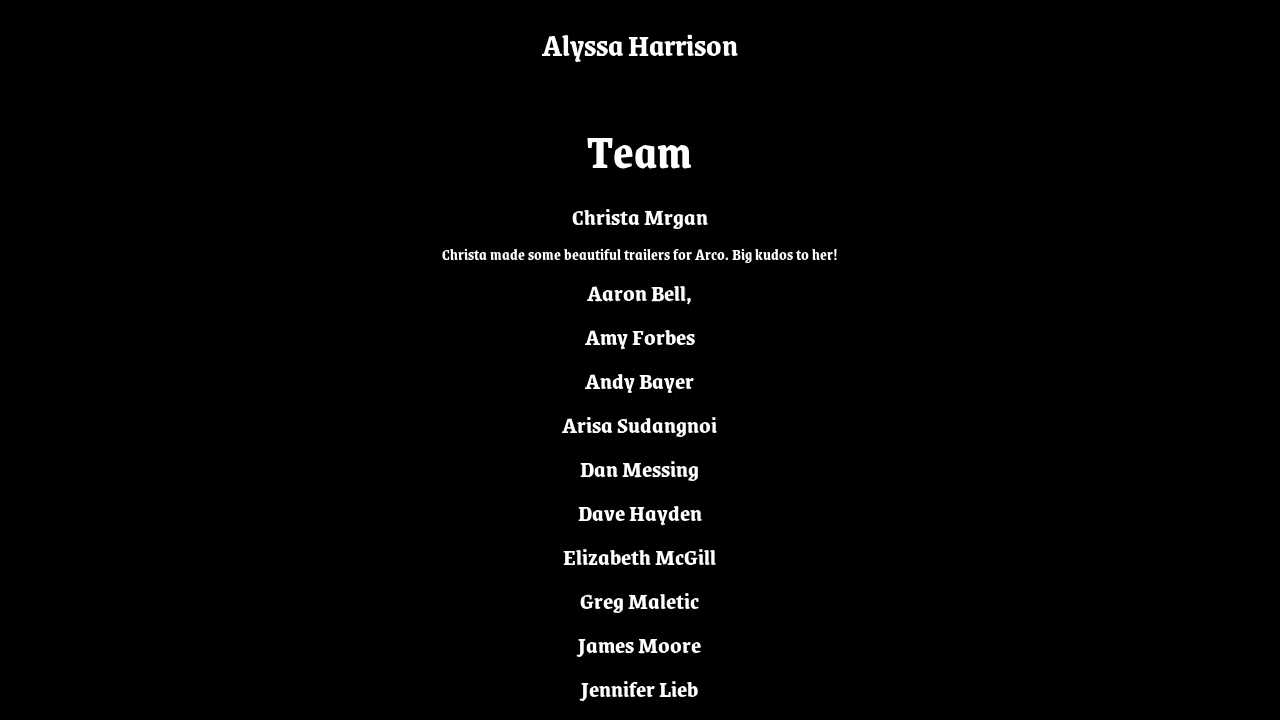 Alyssa Harrison
Team
Christa Mrgan
Christa made some beautiful trailers for Arco. Big kudos to her!
Aaron Bell,
Amy Forbes
Andy Bayer
Arisa Sudangnoi
Dan Messing
Dave Hayden
Elizabeth McGill
Greg Maletic
James Moore
Jennifer Lieb